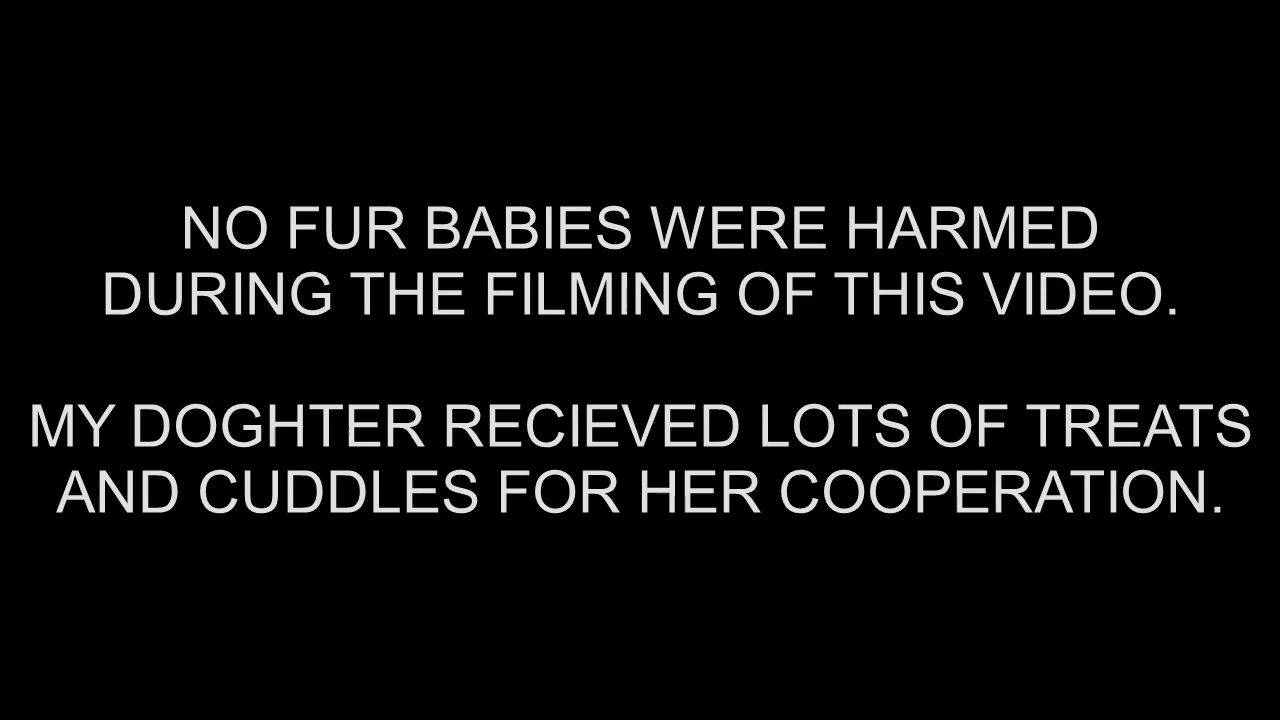 NO FUR BABIES WERE HARMED
DURING THE FILMING OF THIS VIDEO.
MY DOGHTER RECIEVED LOTS OF TREATS
AND CUDDLES FOR HER COOPERATION.